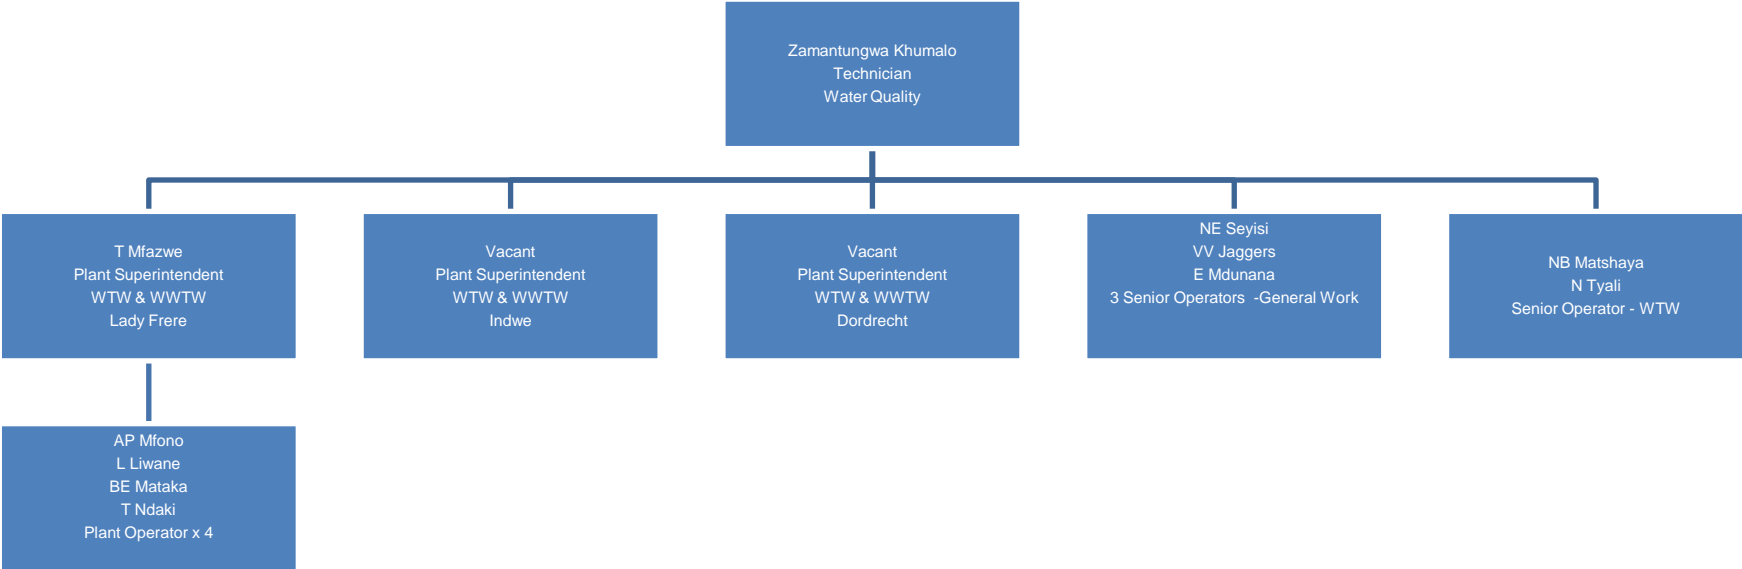 Zamantungwa Khumalo
Technician
Water Quality
T Mfazwe
Plant Superintendent
WTW & WWTW
Lady Frere
Vacant
Plant Superintendent
WTW & WWTW
Indwe
Vacant
Plant Superintendent
WTW & WWTW
Dordrecht
NE Seyisi
VV Jaggers
E Mdunana
3 Senior Operators -General Work
NB Matshaya
N Tyali
Senior Operator - WTW
AP Mfono
L Liwane
BE Mataka
T Ndaki
Plant Operator x 4